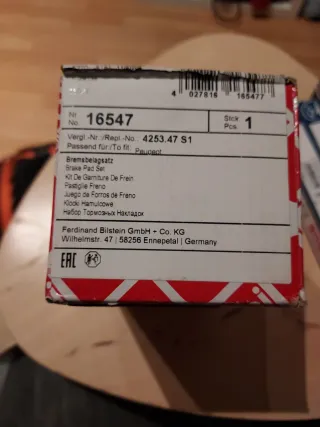 4 027816 165477
Nr
No. 16547
Stck
Pcs. 1
Vergl.-Nr. /Repl.-No. 4253.47 S1
Passend für:/To fit: Peugeot
Bremsbelagsatz
Brake Pad Set
Kit De Garniture De Frein
Pastiglie Freno
Juego de Forros de Freno
Klocki Hamulcowe
Набор Тормозных Накладок
Ferdinand Bilstein GmbH + Co. KG
Wilhelmstr. 47 | 58256 Ennepetal | Germany
EAC